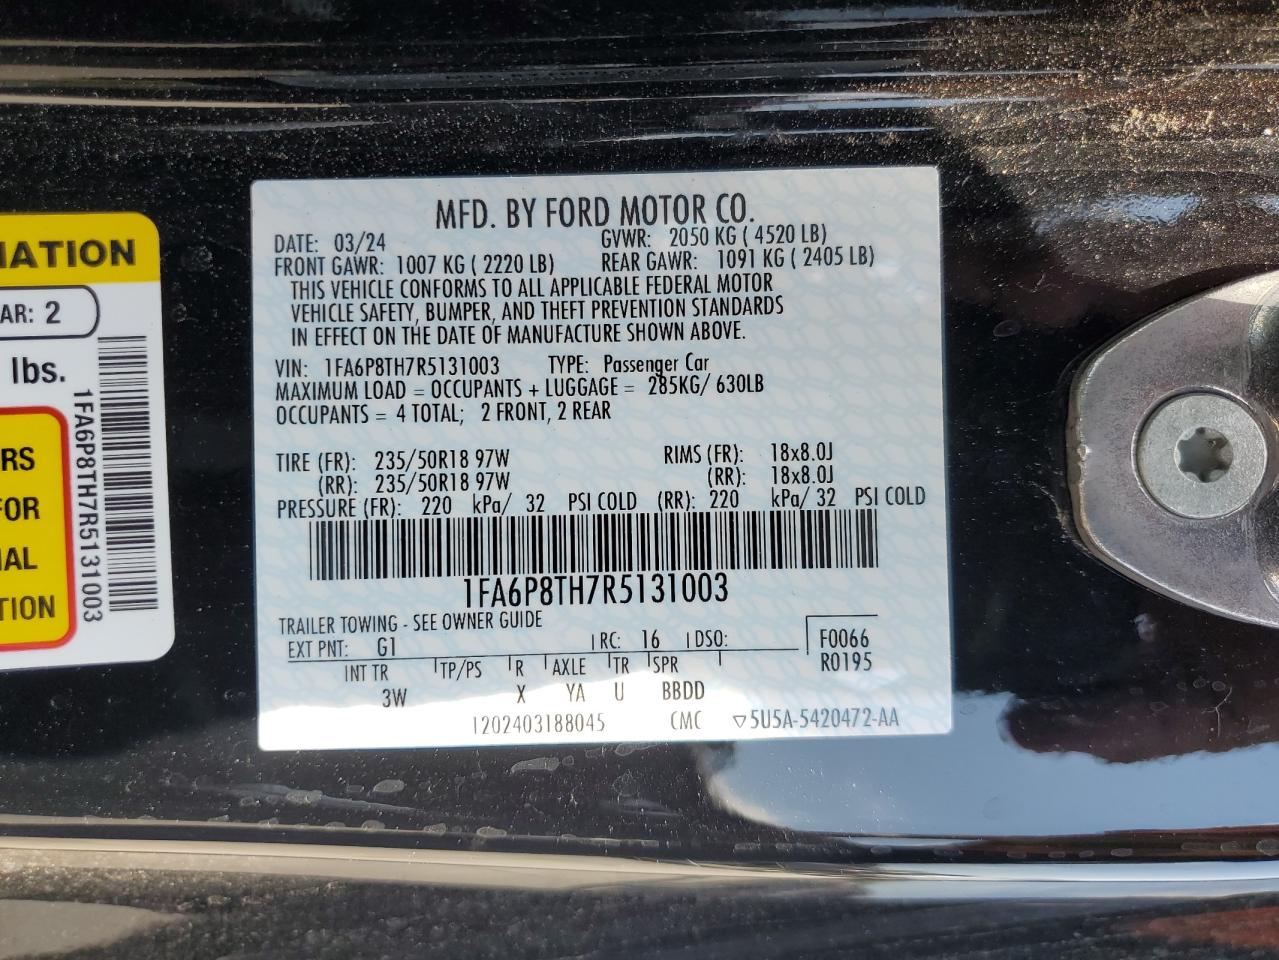 MFD. BY FORD MOTOR CO.
DATE: 03/24 GVWR: 2050 KG ( 4520 LB)
FRONT GAWR: 1007 KG ( 2220 LB) REAR GAWR: 1091 KG ( 2405 LB)
THIS VEHICLE CONFORMS TO ALL APPLICABLE FEDERAL MOTOR
VEHICLE SAFETY, BUMPER, AND THEFT PREVENTION STANDARDS
IN EFFECT ON THE DATE OF MANUFACTURE SHOWN ABOVE.
VIN: 1FA6P8TH7R5131003 TYPE: Passenger Car
MAXIMUM LOAD = OCCUPANTS + LUGGAGE = 285KG/ 630LB
OCCUPANTS = 4 TOTAL; 2 FRONT, 2 REAR
TIRE (FR): 235/50R18 97W RIMS (FR): 18x8.0J
(RR): 235/50R18 97W (RR): 18x8.0J
PRESSURE (FR): 220 kPa/ 32 PSI COLD (RR): 220 kPa/ 32 PSI COLD
1FA6P8TH7R5131003
TRAILER TOWING - SEE OWNER GUIDE
EXT PNT: G1 RC: 16 DSO: F0066
R0195
INT TR TP/PS R AXLE TR SPR
3W X YA U BBDD
1202403188045 CMC ▽5U5A-5420472-AA
MATION
AR: 2
lbs.
1FA6P8TH7R5131003
RS
FOR
IAL
TION